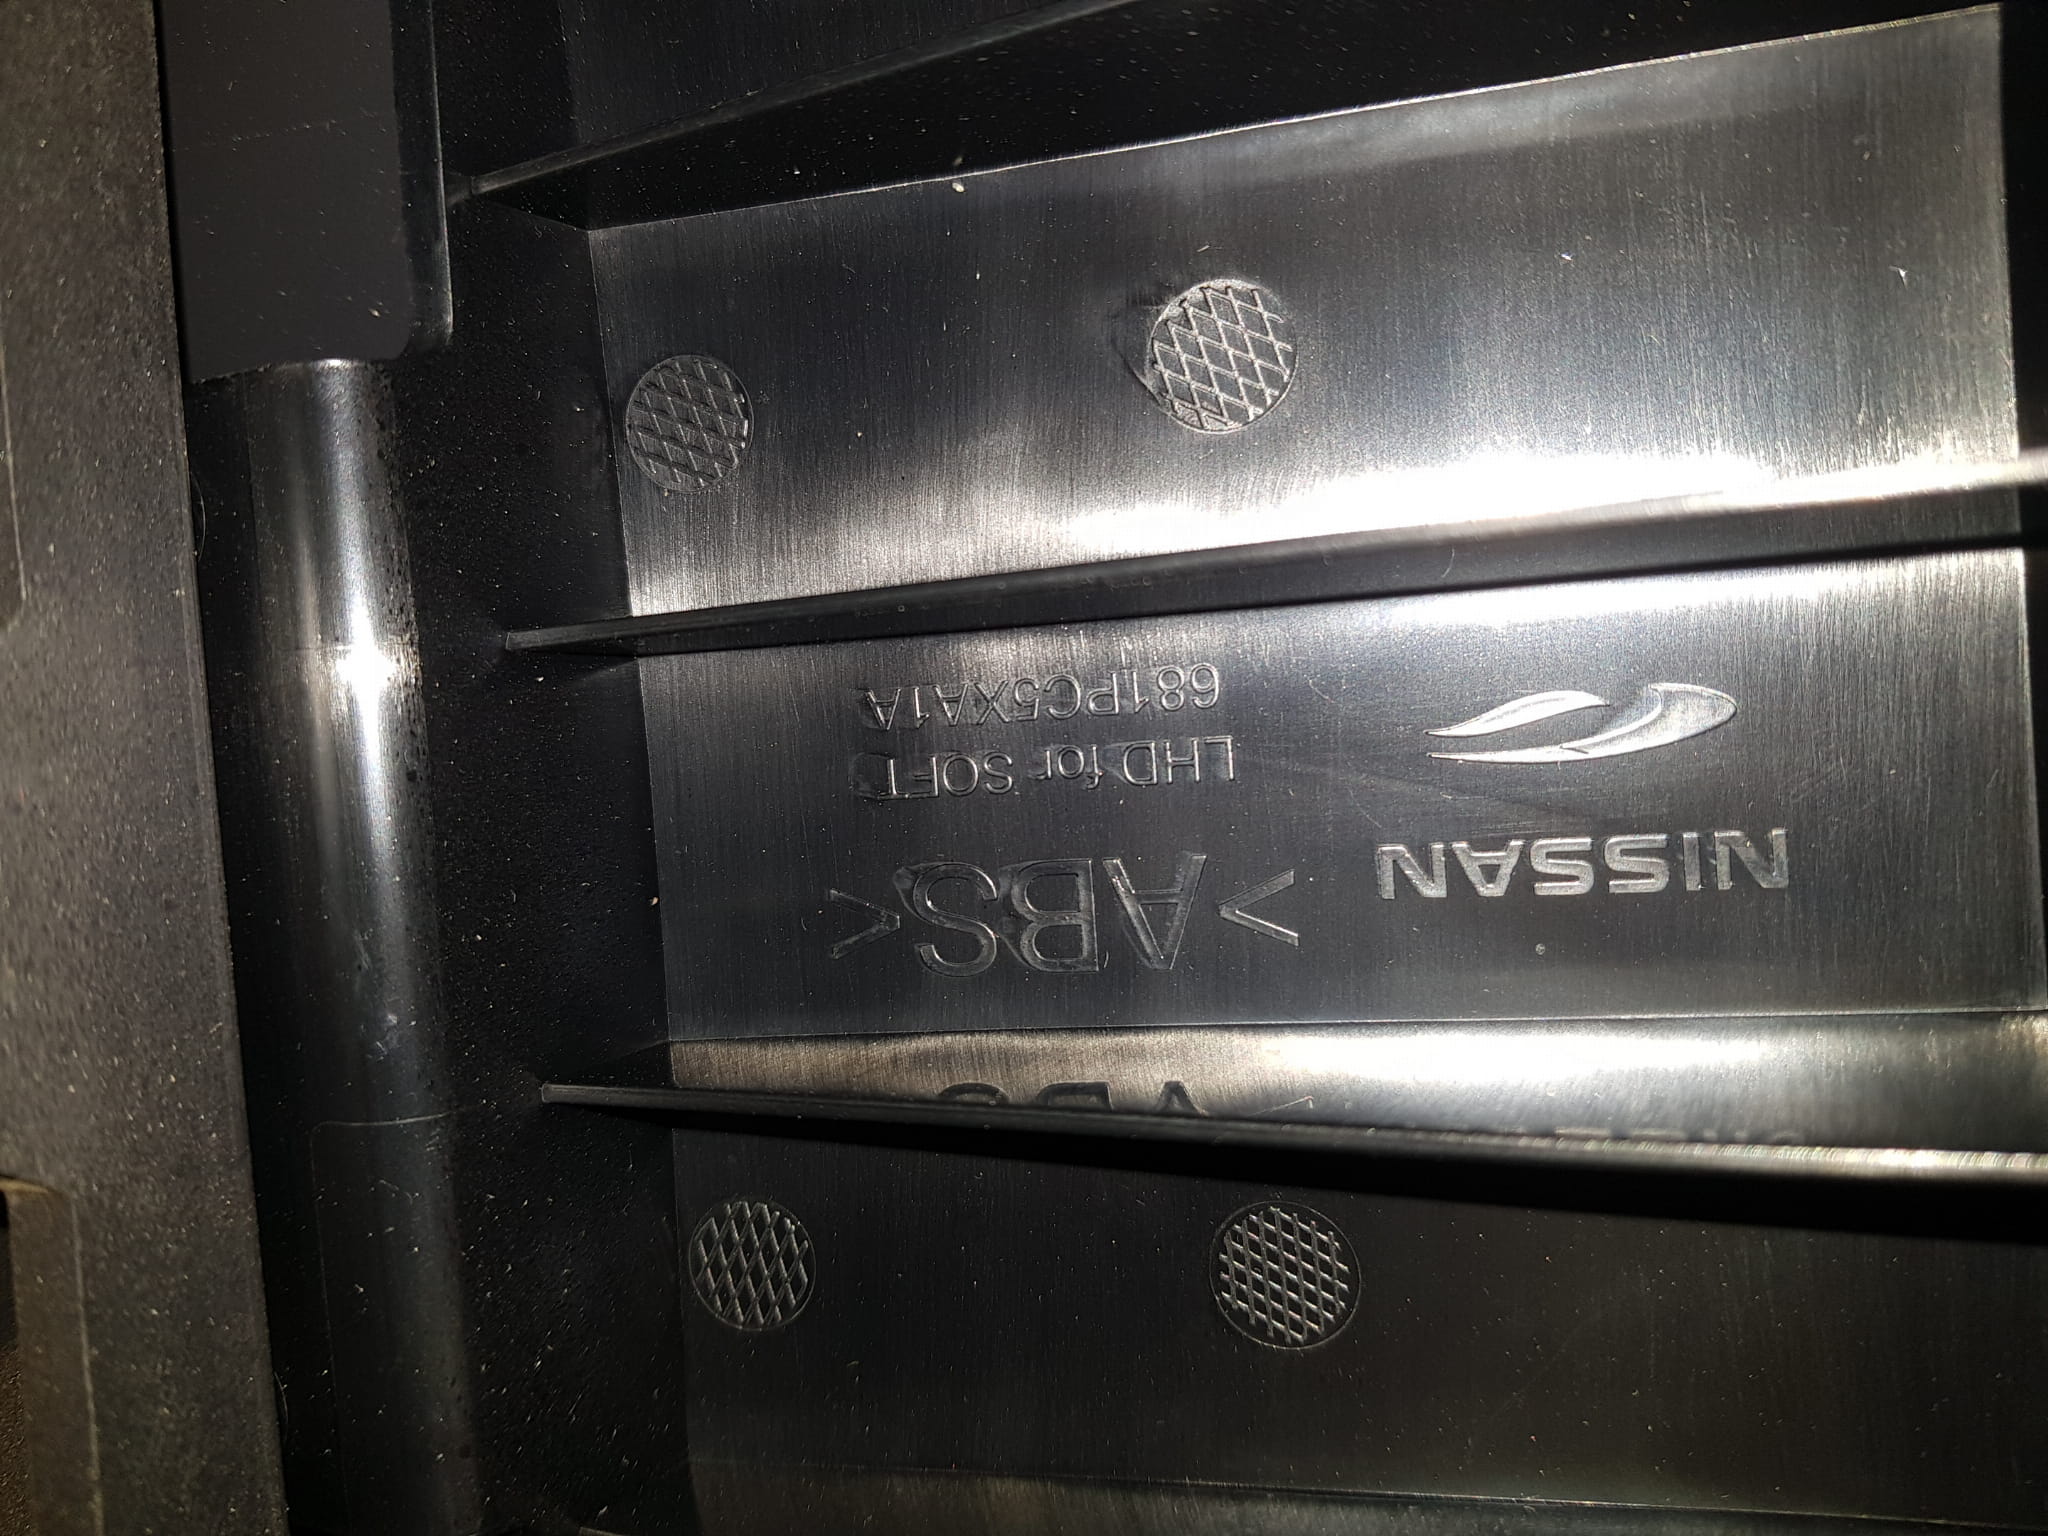 NISSAN
>ABS<
LHD for SOFT
681PC5XA1A